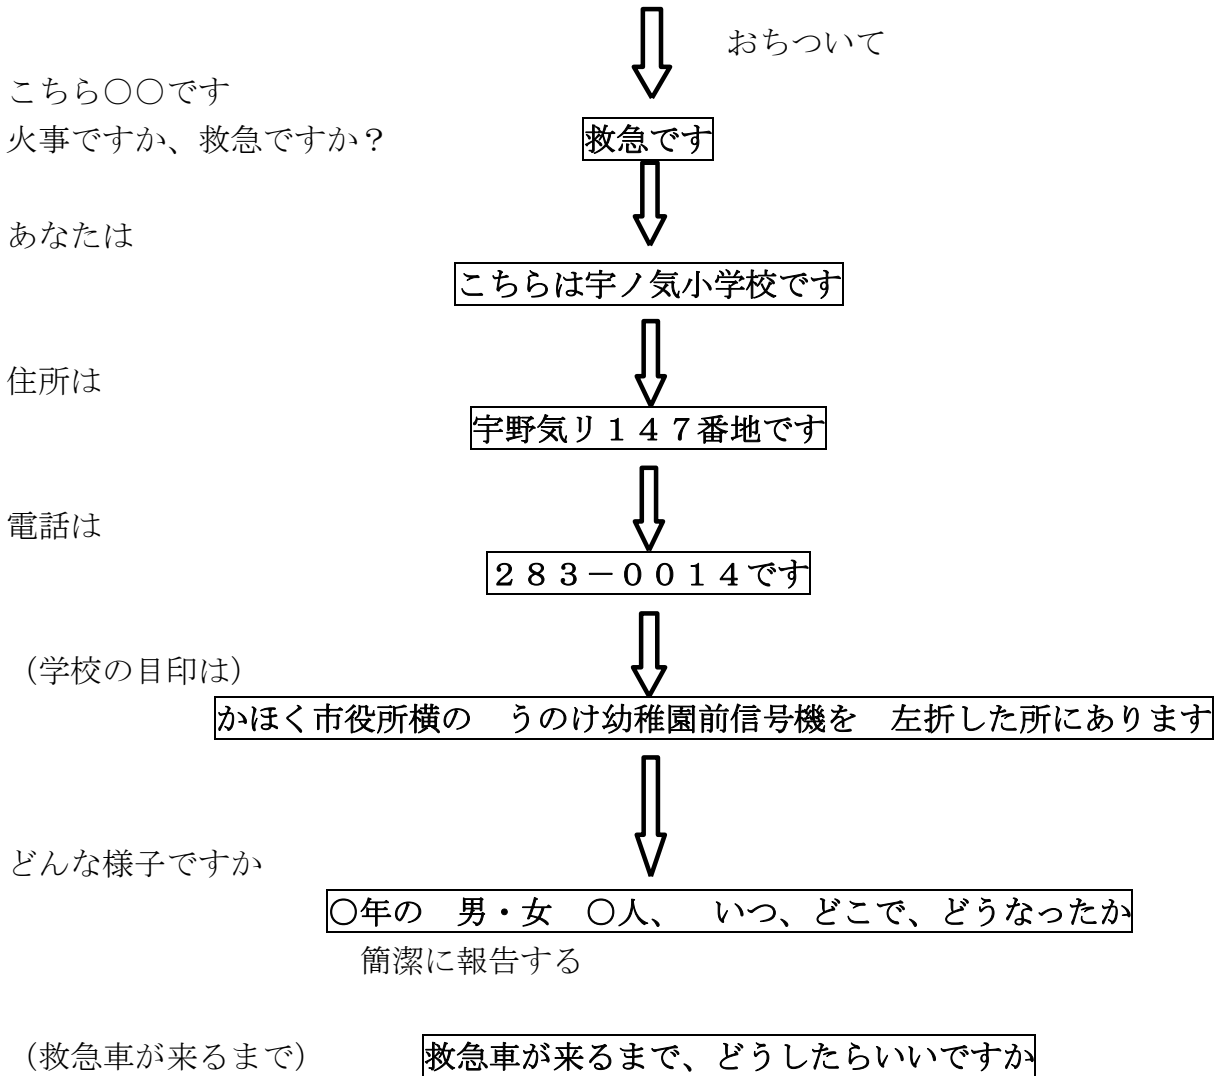 おちついて
こちら○○です
火事ですか、救急ですか？　救急です
あなたは
こちらは宇ノ気小学校です
住所は
宇野気リ１４７番地です
電話は
２８３－００１４です
（学校の目印は）
かほく市役所横の　うのけ幼稚園前信号機を　左折した所にあります
どんな様子ですか
○年の　男・女　○人、　いつ、どこで、どうなったか
簡潔に報告する
（救急車が来るまで）　救急車が来るまで、どうしたらいいですか